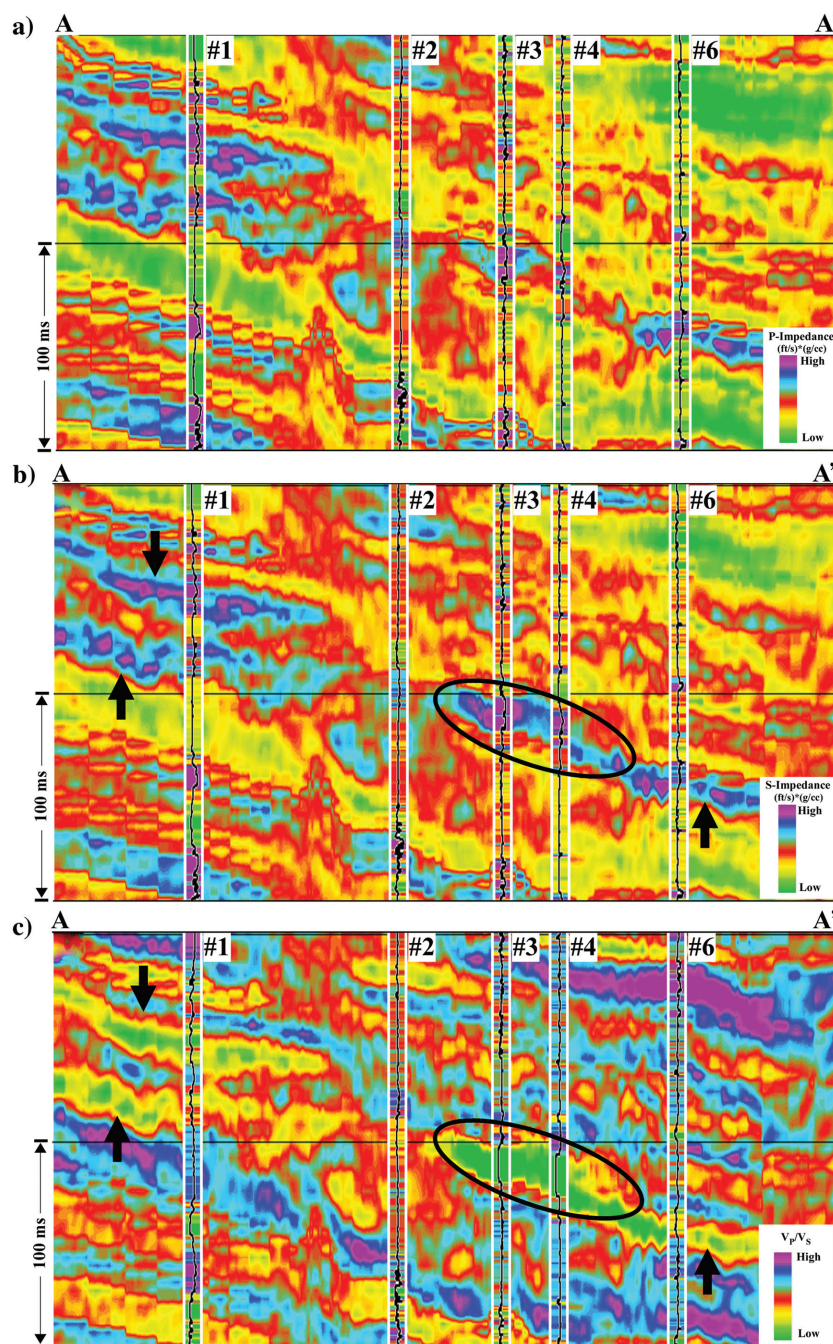 a)
A
A'
#1
#2
#3
#4
#6
100 ms
P-Impedance
(ft/s)*(g/cc)
High
Low
b)
A
A'
#1
#2
#3
#4
#6
100 ms
S-Impedance
(ft/s)*(g/cc)
High
Low
c)
A
A'
#1
#2
#3
#4
#6
100 ms
VP/VS
High
Low